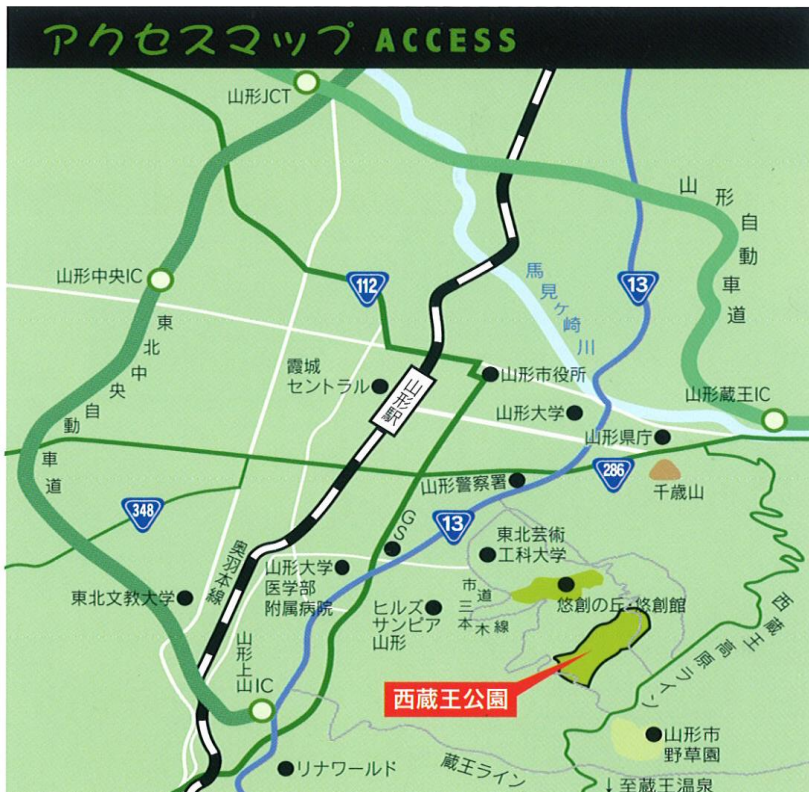 アクセスマップ ACCESS
山形JCT
山形自動車道
山形中央IC
112
馬見ヶ崎川
13
東北中央自動車道
霞城
セントラル
山形駅
山形市役所
山形大学
山形蔵王IC
山形県庁
286
千歳山
山形警察署
348
13
GS
奥羽本線
東北芸術
工科大学
山形大学
医学部
附属病院
市道
三本木線
悠創の丘・悠創館
東北文教大学
ヒルズ
サンピア
山形
西蔵王高原ライン
山形上
山IC
西蔵王公園
山形市
野草園
リナワールド
蔵王ライン
↓至蔵王温泉